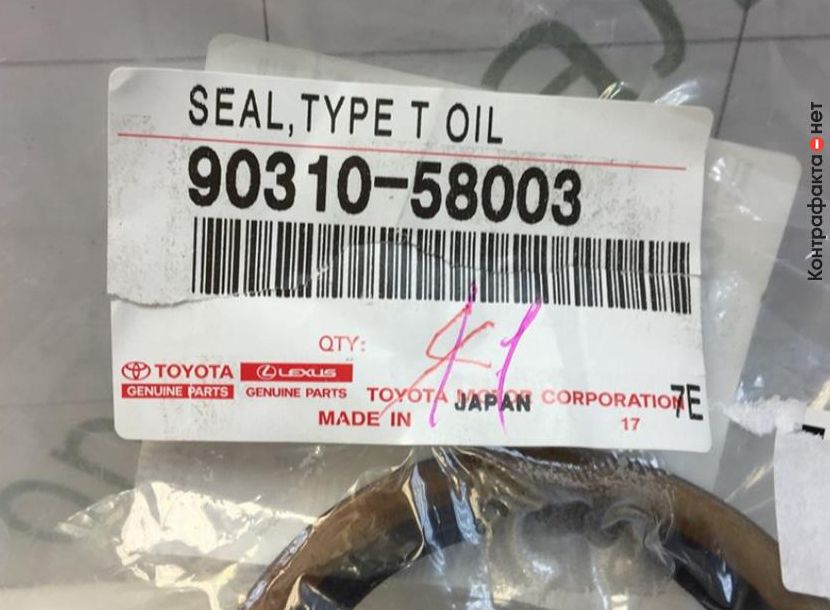 SEAL,TYPE T OIL
90310-58003
QTY:
TOYOTA LEXUS
GENUINE PARTS GENUINE PARTS
TOYOTA MOTOR CORPORATION 7E
MADE IN JAPAN 17
Контрафакта нет